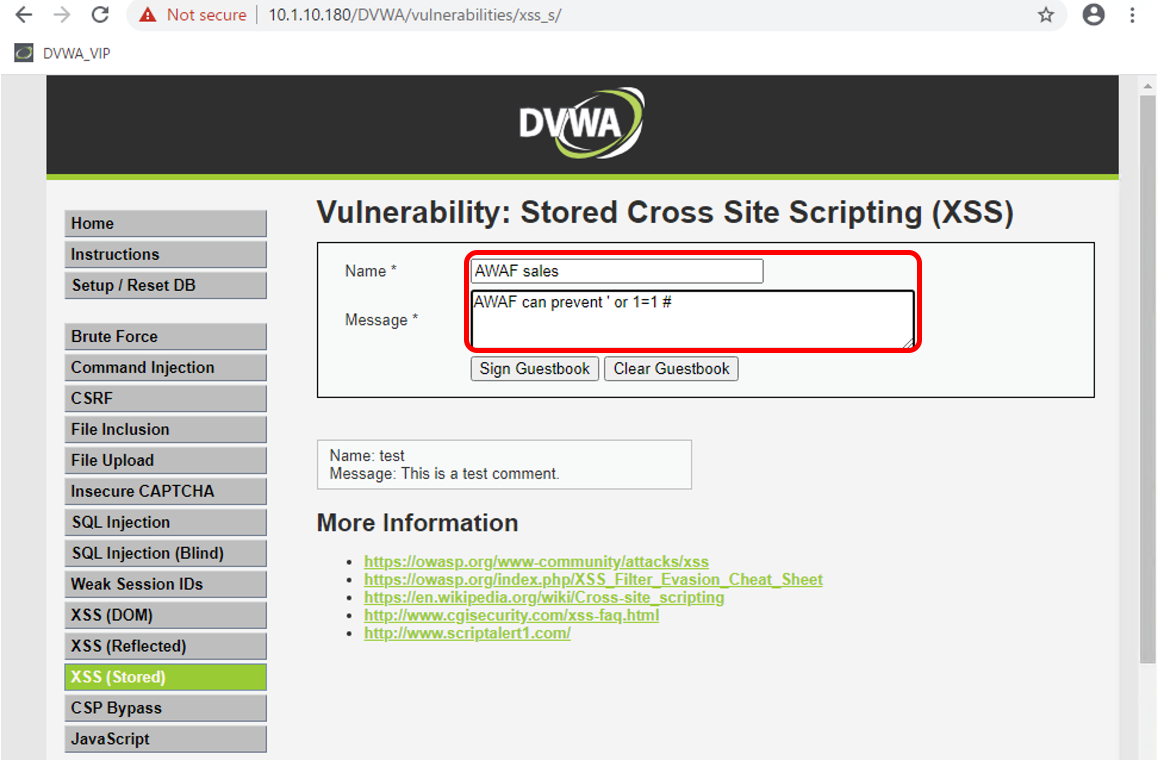 Not secure | 10.1.10.180/DVWA/vulnerabilities/xss_s/
DVWA_VIP
DVWA
Home
Instructions
Setup / Reset DB
Brute Force
Command Injection
CSRF
File Inclusion
File Upload
Insecure CAPTCHA
SQL Injection
SQL Injection (Blind)
Weak Session IDs
XSS (DOM)
XSS (Reflected)
XSS (Stored)
CSP Bypass
JavaScript
Vulnerability: Stored Cross Site Scripting (XSS)
Name * AWAF sales
Message * AWAF can prevent ' or 1=1 #
Sign Guestbook Clear Guestbook
Name: test
Message: This is a test comment.
More Information
https://owasp.org/www-community/attacks/xss
https://owasp.org/index.php/XSS_Filter_Evasion_Cheat_Sheet
https://en.wikipedia.org/wiki/Cross-site_scripting
http://www.cgisecurity.com/xss-faq.html
http://www.scriptalert1.com/